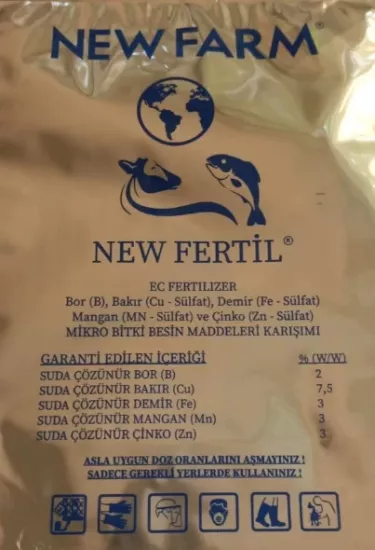 NEW FARM®
NEW FERTİL®
EC FERTILIZER
Bor (B), Bakır (Cu - Sülfat), Demir (Fe - Sülfat)
Mangan (MN - Sülfat) ve Çinko (Zn - Sülfat)
MİKRO BİTKİ BESİN MADDELERİ KARIŞIMI
GARANTİ EDİLEN İÇERİĞİ % (W/W)
SUDA ÇÖZÜNÜR BOR (B) 2
SUDA ÇÖZÜNÜR BAKIR (Cu) 7,5
SUDA ÇÖZÜNÜR DEMİR (Fe) 3
SUDA ÇÖZÜNÜR MANGAN (Mn) 3
SUDA ÇÖZÜNÜR ÇİNKO (Zn) 3
ASLA UYGUN DOZ ORANLARINI AŞMAYINIZ !
SADECE GEREKLİ YERLERDE KULLANINIZ !